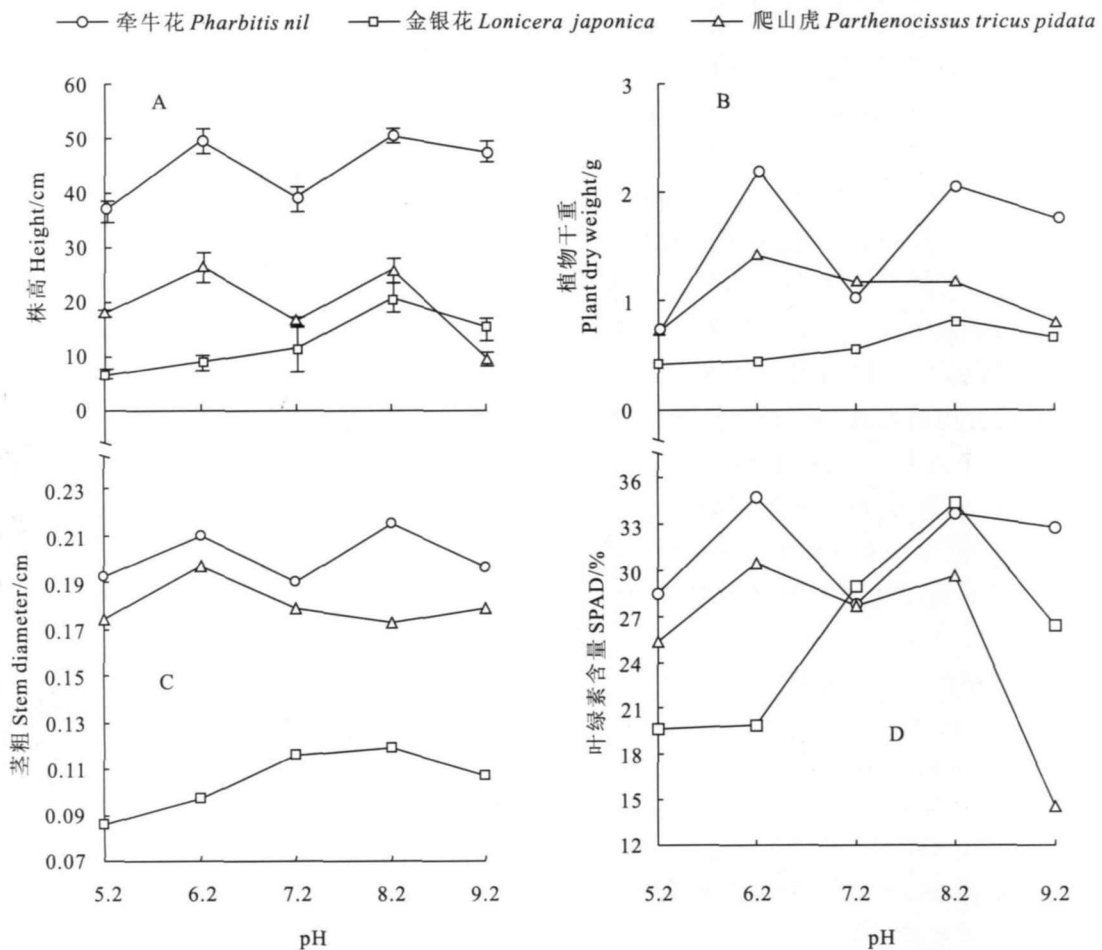 牵牛花 Pharbitis nil 金银花 Lonicera japonica 爬山虎 Parthenocissus tricus pidata
A
株高 Height/cm
60
50
40
30
20
10
0
B
植物干重
Plant dry weight/g
3
2
1
0
C
茎粗 Stem diameter/cm
0.23
0.21
0.19
0.17
0.15
0.13
0.11
0.09
0.07
5.2 6.2 7.2 8.2 9.2
pH
D
叶绿素含量 SPAD/%
36
33
30
27
24
21
18
15
12
5.2 6.2 7.2 8.2 9.2
pH